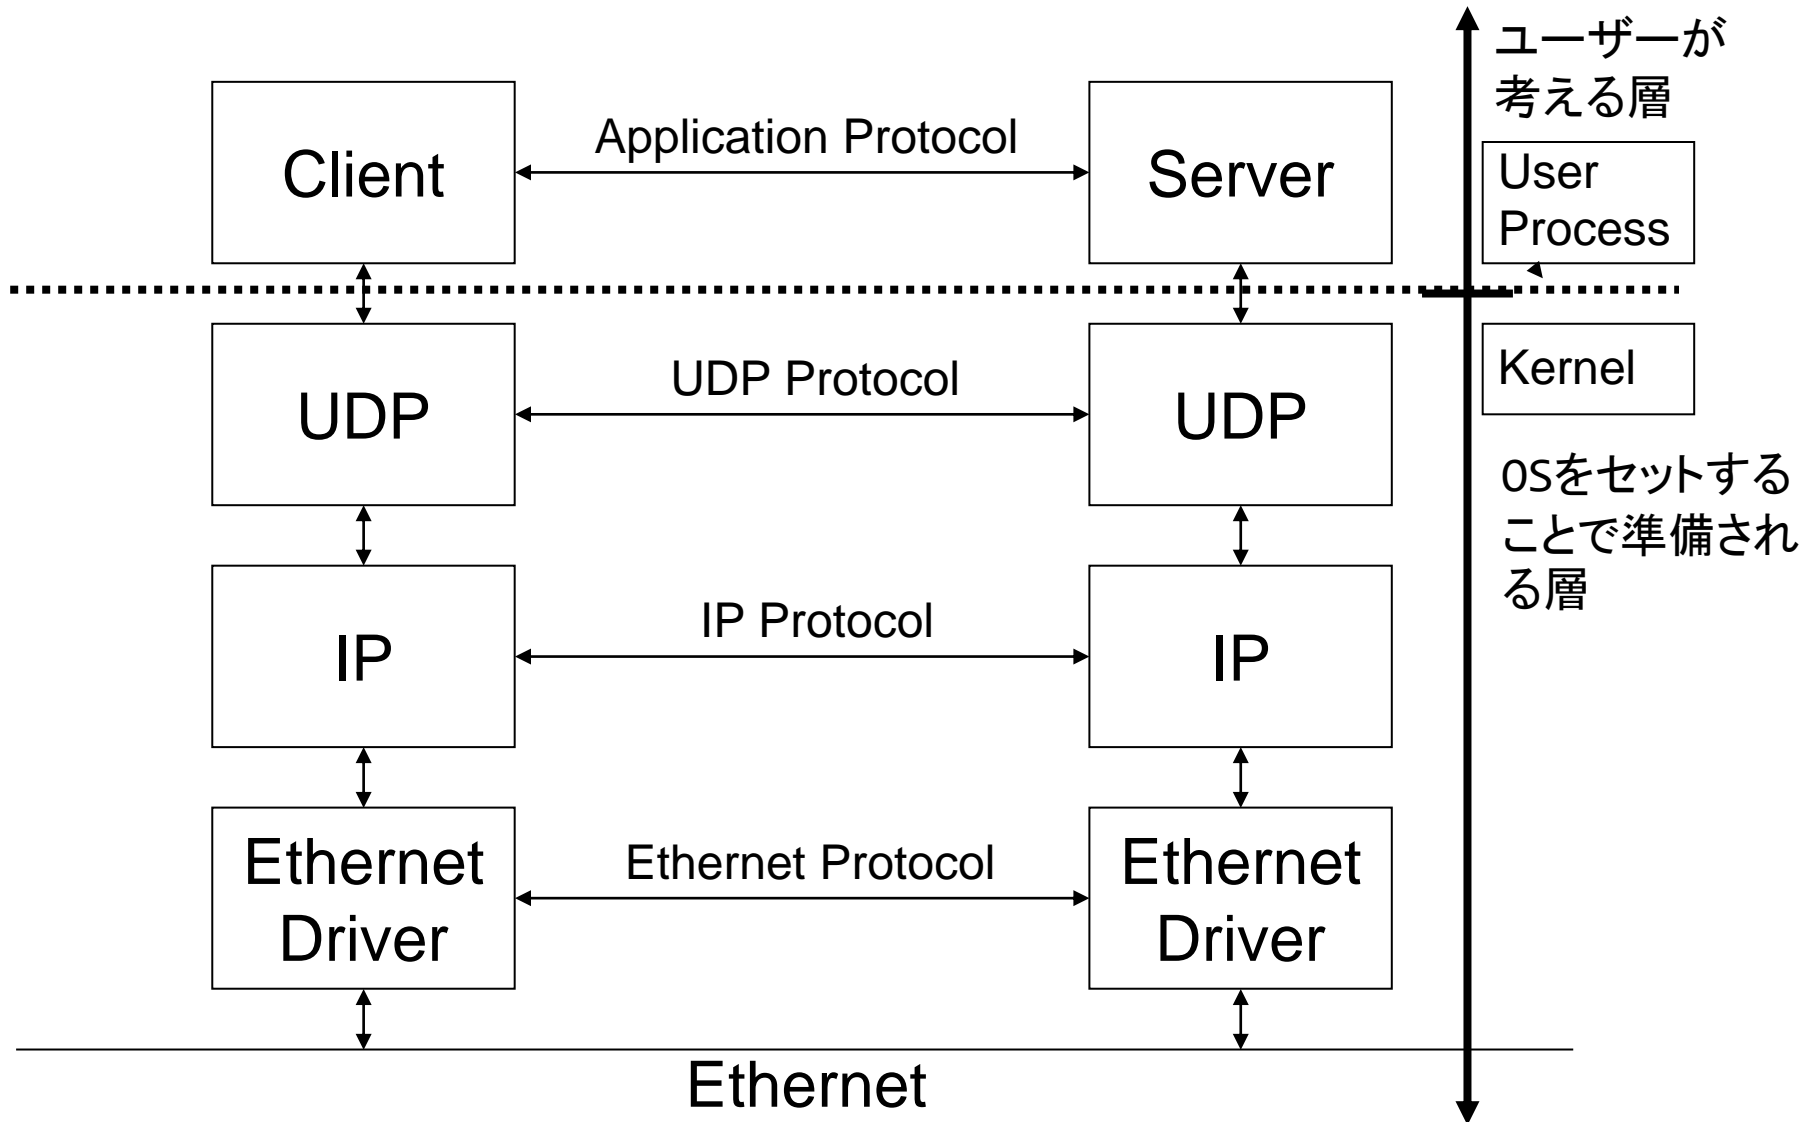 ユーザーが
考える層
Client
Application Protocol
Server
User
Process
UDP
UDP Protocol
UDP
Kernel
OSをセットする
ことで準備され
る層
IP
IP Protocol
IP
Ethernet
Driver
Ethernet Protocol
Ethernet
Driver
Ethernet